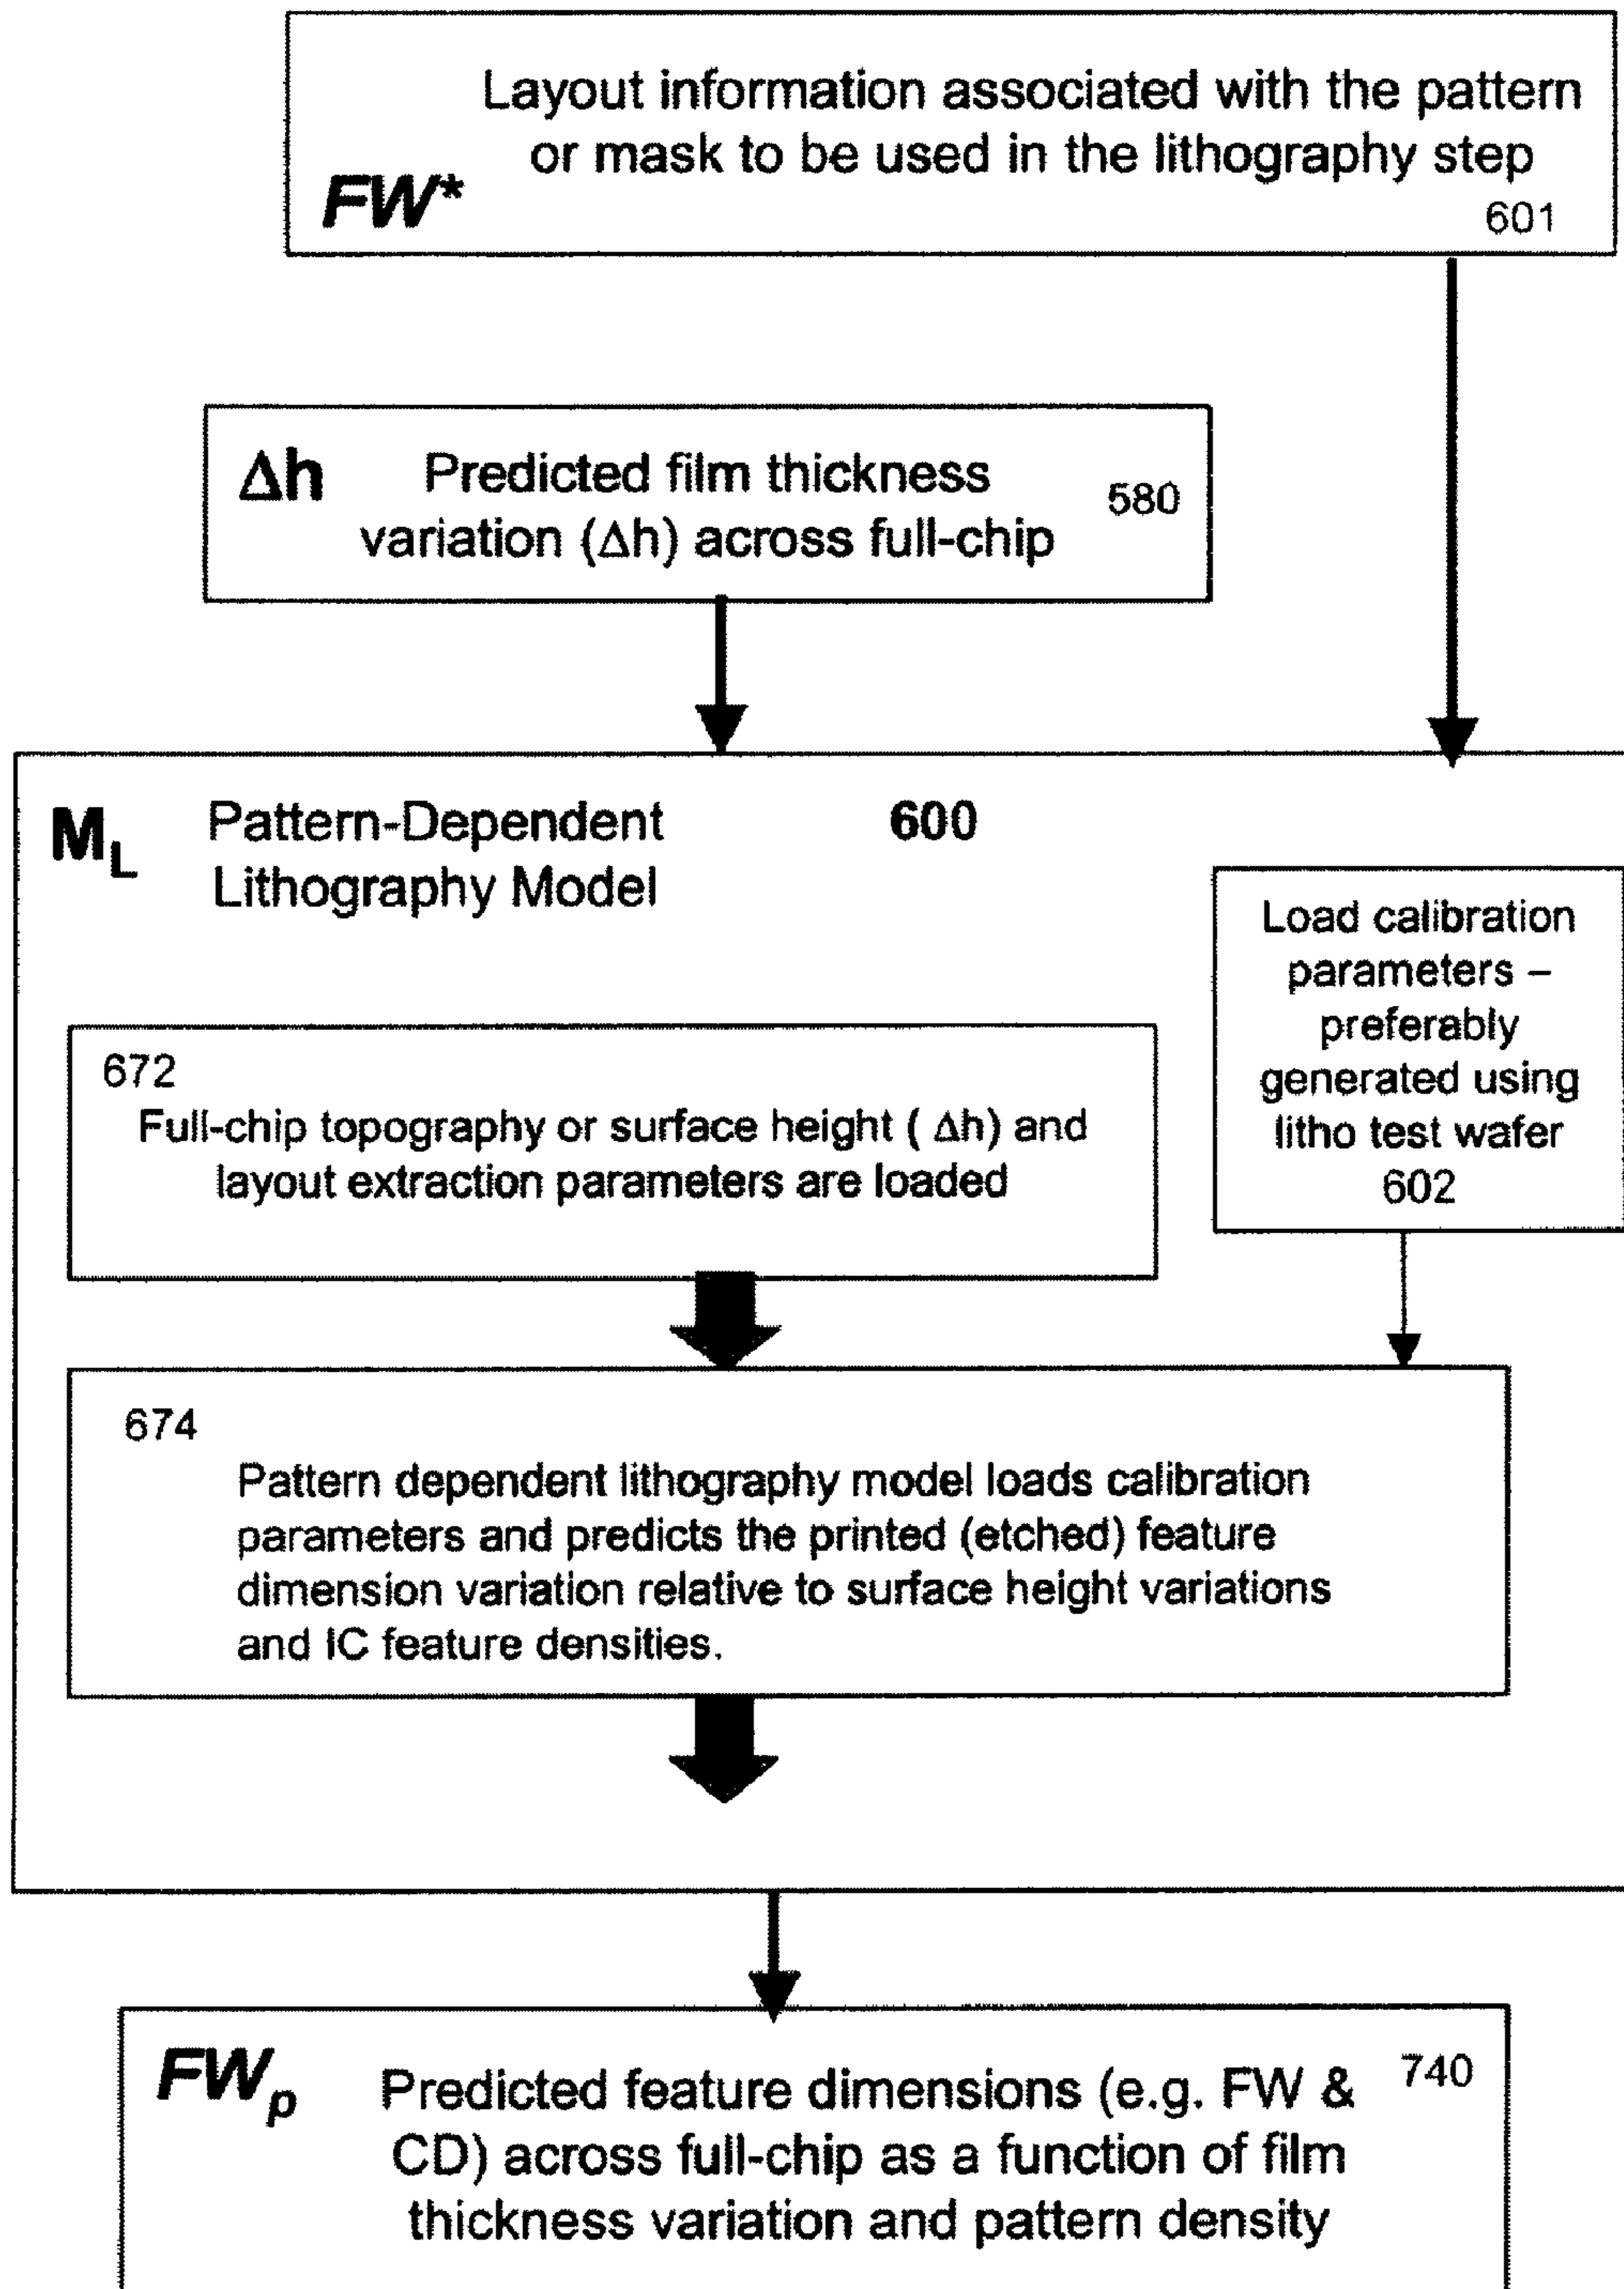 Layout information associated with the pattern
or mask to be used in the lithography step
FW*
601
Δh Predicted film thickness
variation (Δh) across full-chip
580
M_L Pattern-Dependent 600
Lithography Model
Load calibration
parameters –
preferably
generated using
litho test wafer
602
672
Full-chip topography or surface height ( Δh) and
layout extraction parameters are loaded
674
Pattern dependent lithography model loads calibration
parameters and predicts the printed (etched) feature
dimension variation relative to surface height variations
and IC feature densities.
FW_p Predicted feature dimensions (e.g. FW & 740
CD) across full-chip as a function of film
thickness variation and pattern density